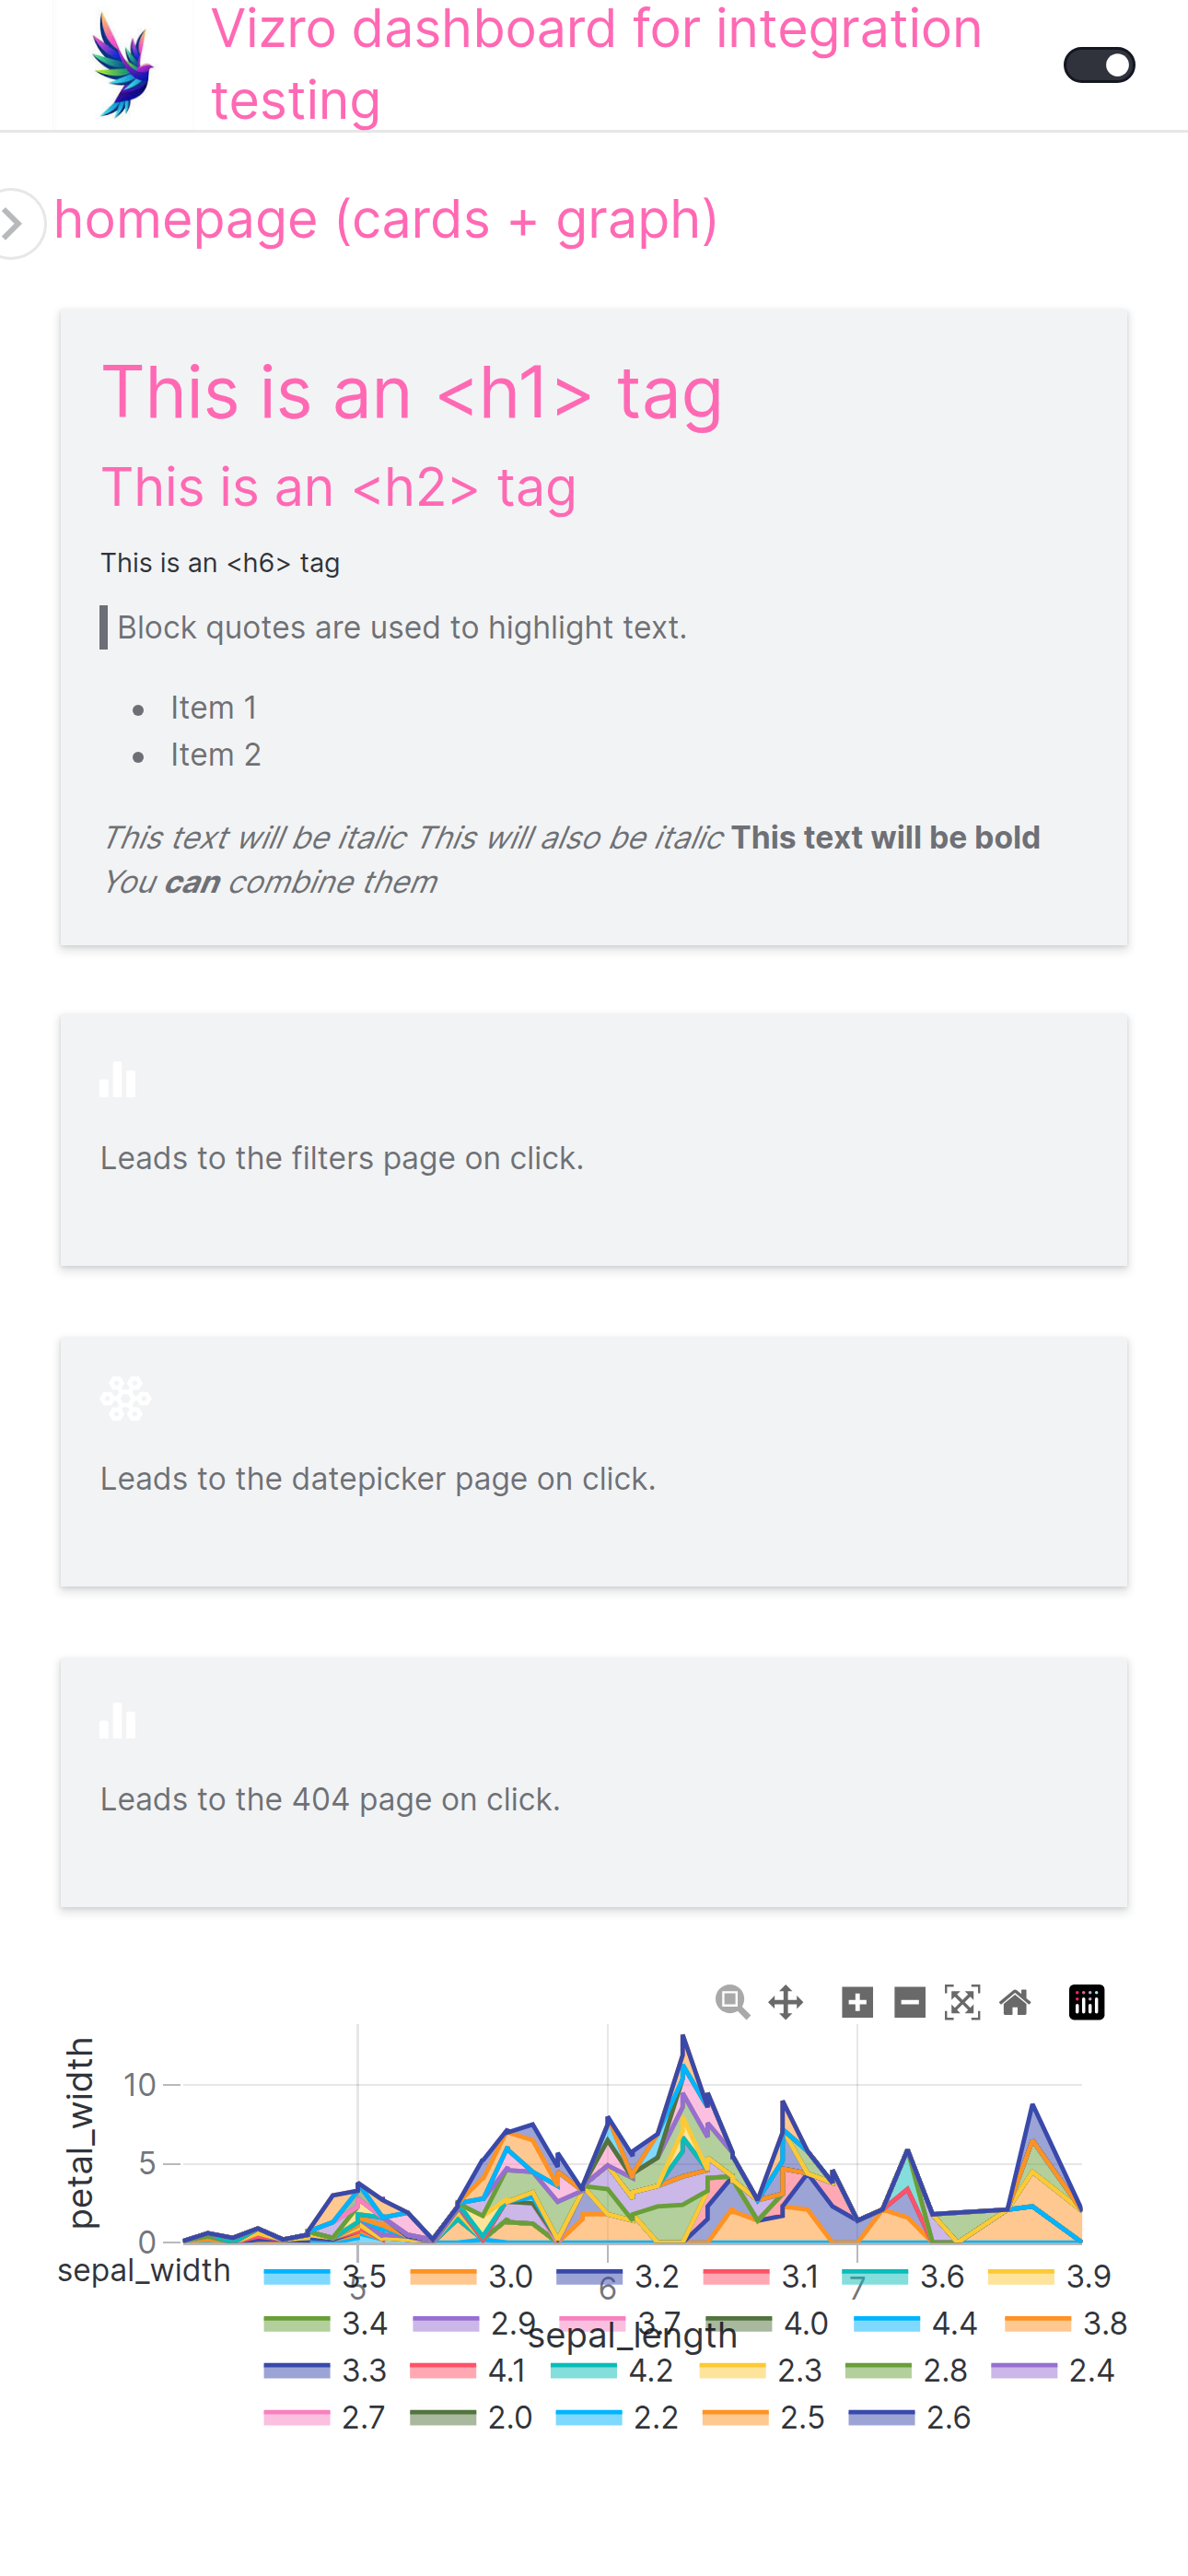 Vizro dashboard for integration
testing
homepage (cards + graph)
This is an <h1> tag
This is an <h2> tag
This is an <h6> tag
Block quotes are used to highlight text.
Item 1
Item 2
This text will be italic This will also be italic This text will be bold
You can combine them
Leads to the filters page on click.
Leads to the datepicker page on click.
Leads to the 404 page on click.
petal_width
10
5
0
5 6 7
sepal_length
sepal_width 3.5 3.0 3.2 3.1 3.6 3.9
3.4 2.9 3.7 4.0 4.4 3.8
3.3 4.1 4.2 2.3 2.8 2.4
2.7 2.0 2.2 2.5 2.6